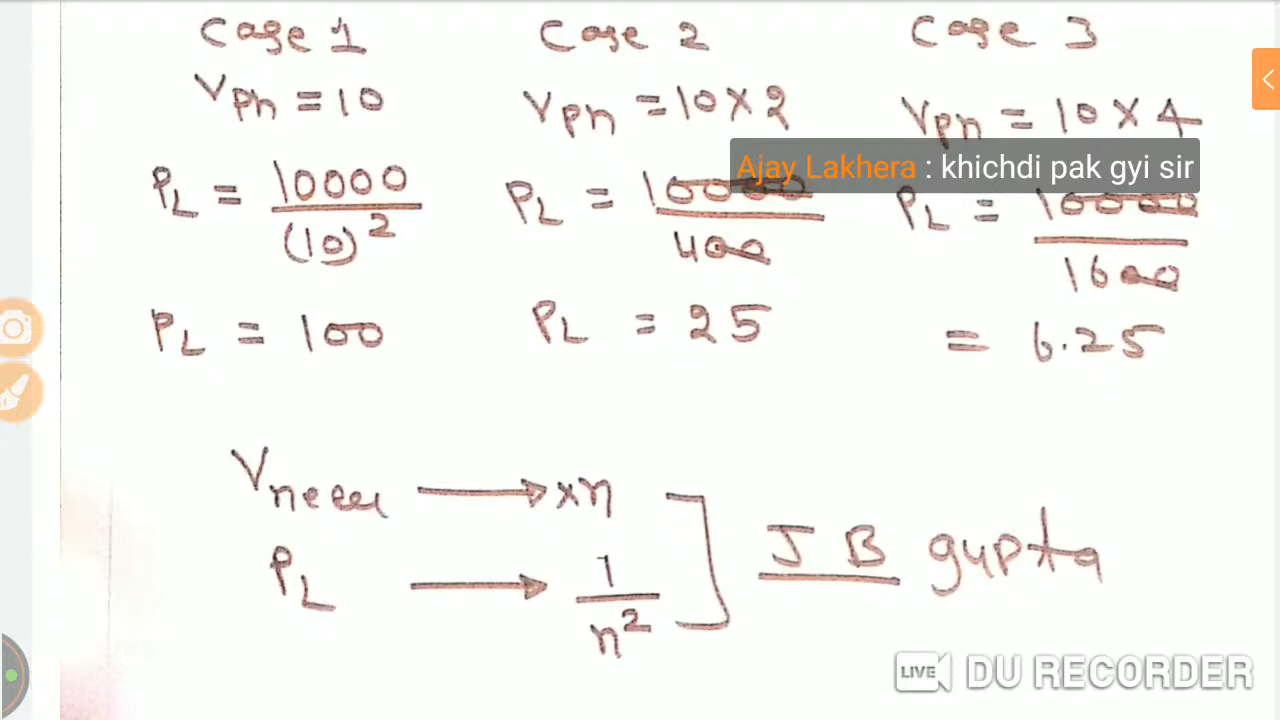 Case 1 Case 2 Case 3
Vph = 10 Vph = 10 × 2 Vph = 10 × 4
Ajay Lakhera : khichdi pak gyi sir
PL = 10000 / (10)² PL = 10000 / 400 PL = 10000 / 1600
PL = 100 PL = 25 = 6.25
Vnew → ×n
PL → 1 / n²
J B gupta
LIVE DU RECORDER